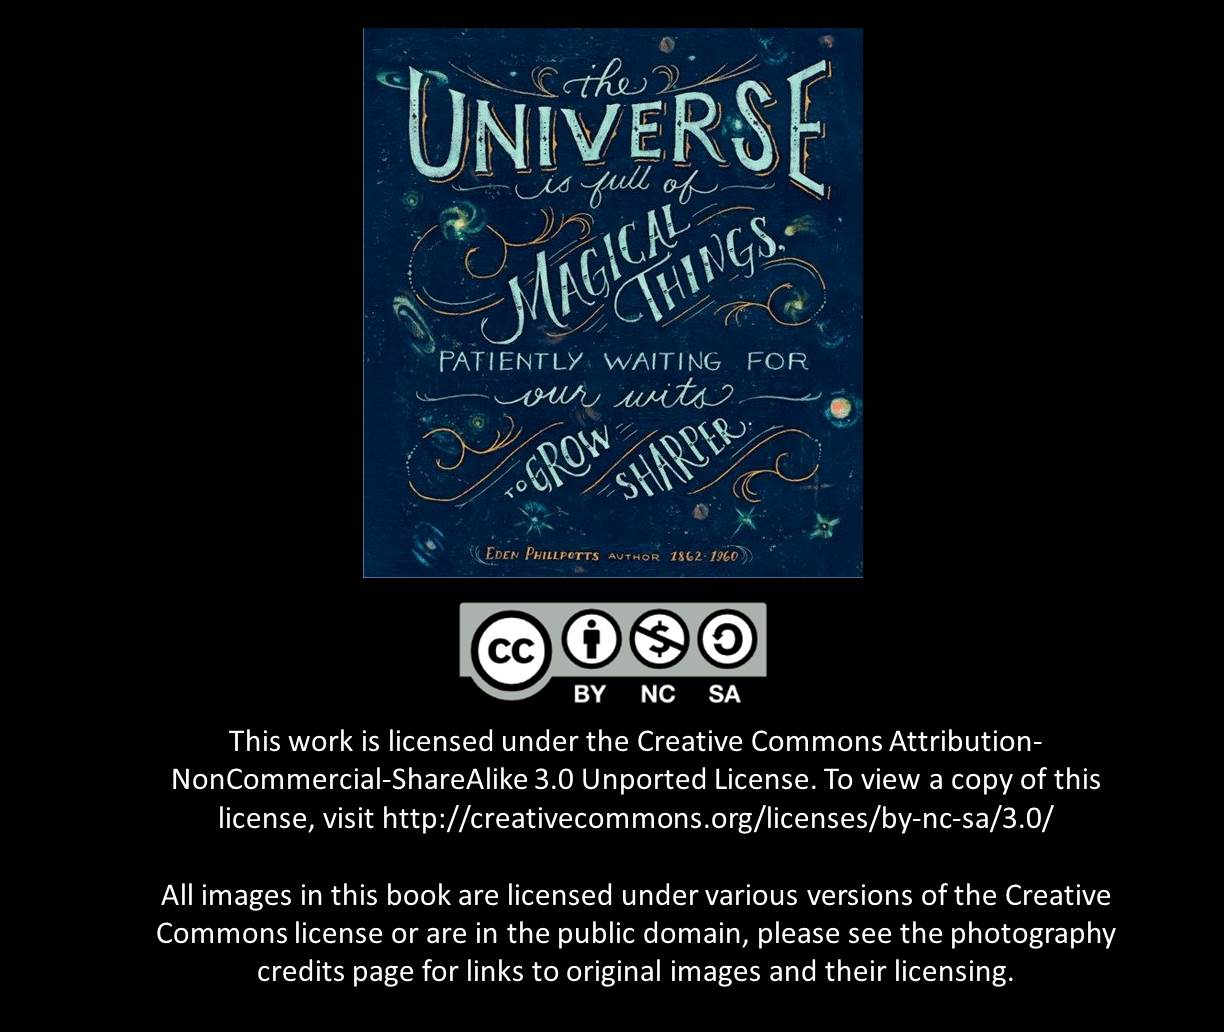 the
UNIVERSE
is full of
MAGICAL
THINGS,
PATIENTLY WAITING FOR
our wits
TO GROW
SHARPER.
EDEN PHILLPOTTS AUTHOR 1862-1960
cc
BY NC SA
This work is licensed under the Creative Commons Attribution-
NonCommercial-ShareAlike 3.0 Unported License. To view a copy of this
license, visit http://creativecommons.org/licenses/by-nc-sa/3.0/
All images in this book are licensed under various versions of the Creative
Commons license or are in the public domain, please see the photography
credits page for links to original images and their licensing.